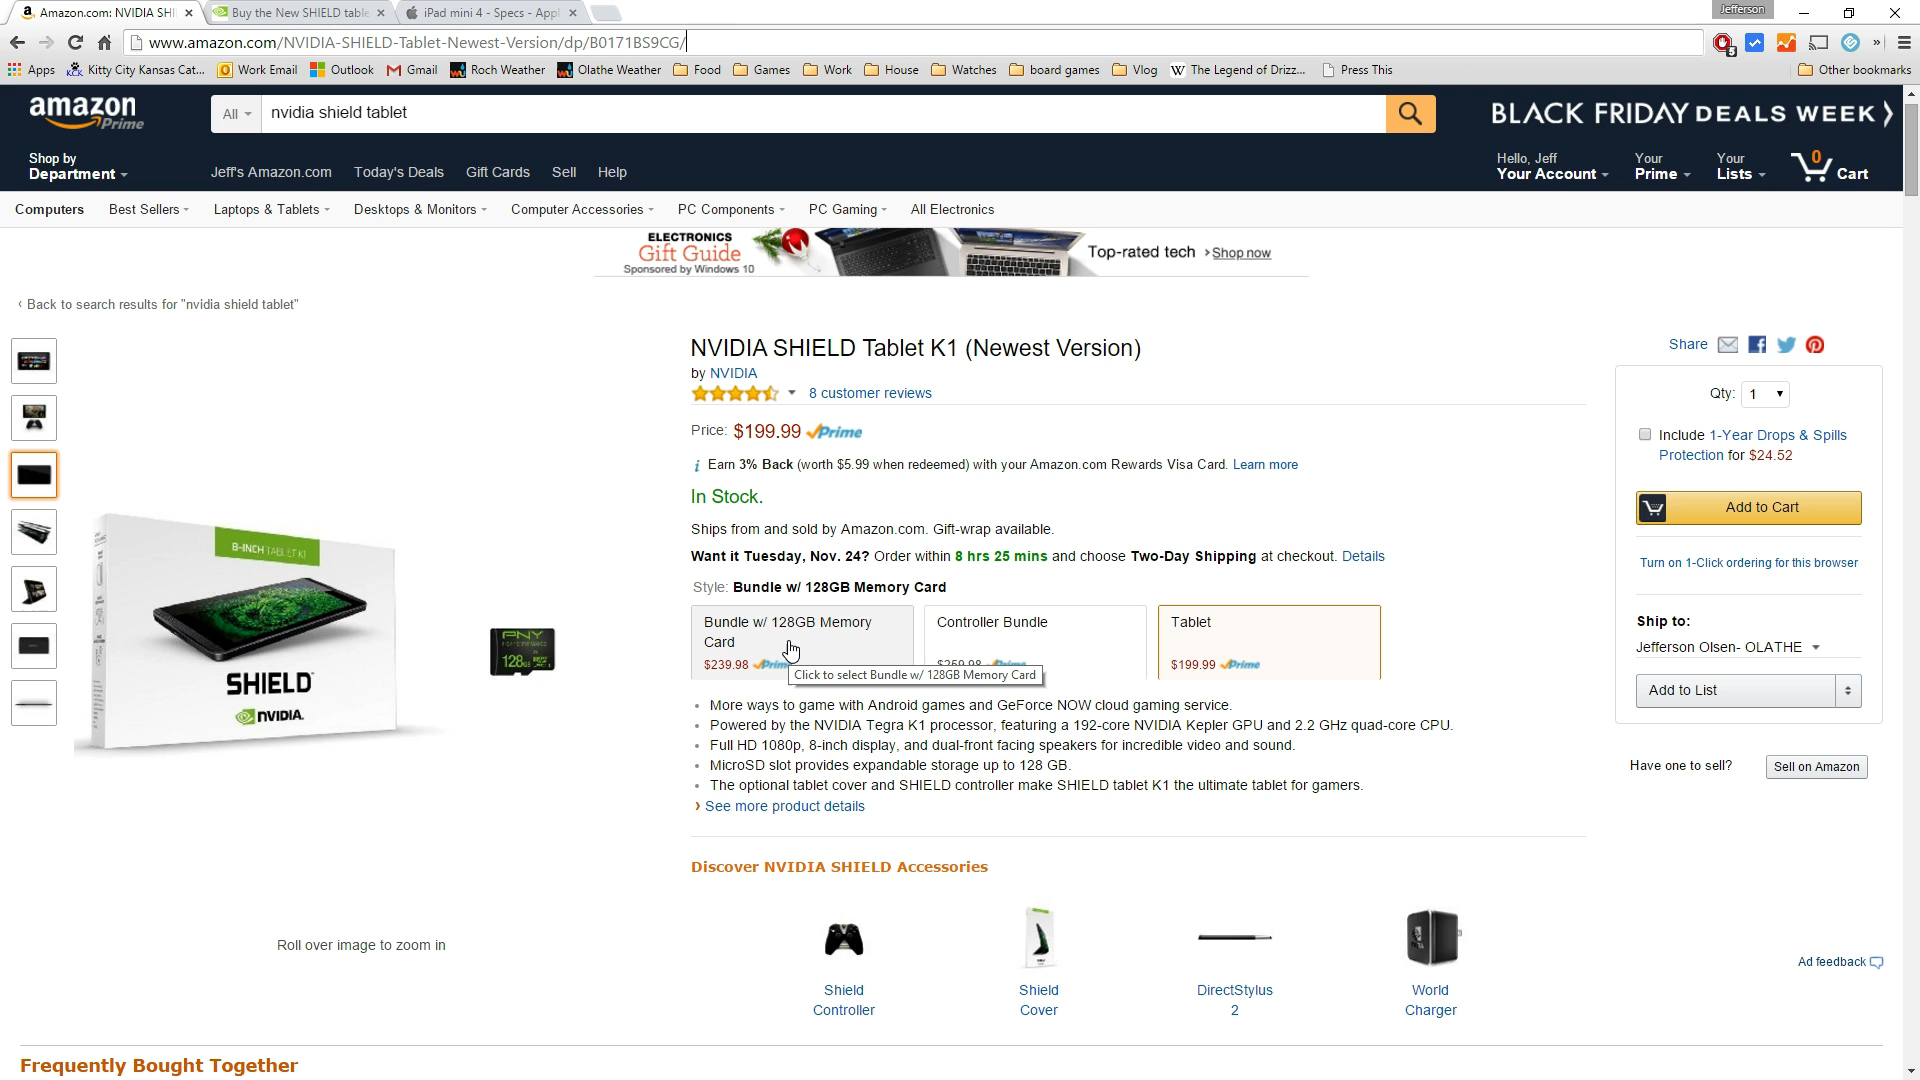 Amazon.com: NVIDIA SHI
Buy the New SHIELD table
iPad mini 4 - Specs - Appl
Jefferson
www.amazon.com/NVIDIA-SHIELD-Tablet-Newest-Version/dp/B0171BS9CG/
5
Apps
Kitty City Kansas Cat...
Work Email
Outlook
Gmail
Roch Weather
Olathe Weather
Food
Games
Work
House
Watches
board games
Vlog
W The Legend of Drizz...
Press This
Other bookmarks
amazon
Prime
All
nvidia shield tablet
BLACK FRIDAY DEALS WEEK
Shop by
Department
Jeff's Amazon.com
Today's Deals
Gift Cards
Sell
Help
Hello, Jeff
Your Account
Your
Prime
Your
Lists
0
Cart
Computers
Best Sellers
Laptops & Tablets
Desktops & Monitors
Computer Accessories
PC Components
PC Gaming
All Electronics
ELECTRONICS
Gift Guide
Sponsored by Windows 10
Top-rated tech
› Shop now
‹ Back to search results for "nvidia shield tablet"
8-INCH TABLET K1
SHIELD
NVIDIA.
PNY
128GB
Roll over image to zoom in
NVIDIA SHIELD Tablet K1 (Newest Version)
by NVIDIA
8 customer reviews
Price: $199.99 Prime
i Earn 3% Back (worth $5.99 when redeemed) with your Amazon.com Rewards Visa Card. Learn more
In Stock.
Ships from and sold by Amazon.com. Gift-wrap available.
Want it Tuesday, Nov. 24? Order within 8 hrs 25 mins and choose Two-Day Shipping at checkout. Details
Style: Bundle w/ 128GB Memory Card
Bundle w/ 128GB Memory
Card
$239.98 Prime
Controller Bundle
$259.98 Prime
Tablet
$199.99 Prime
Click to select Bundle w/ 128GB Memory Card
• More ways to game with Android games and GeForce NOW cloud gaming service.
• Powered by the NVIDIA Tegra K1 processor, featuring a 192-core NVIDIA Kepler GPU and 2.2 GHz quad-core CPU.
• Full HD 1080p, 8-inch display, and dual-front facing speakers for incredible video and sound.
• MicroSD slot provides expandable storage up to 128 GB.
• The optional tablet cover and SHIELD controller make SHIELD tablet K1 the ultimate tablet for gamers.
› See more product details
Share
Qty: 1
Include 1-Year Drops & Spills
Protection for $24.52
Add to Cart
Turn on 1-Click ordering for this browser
Ship to:
Jefferson Olsen- OLATHE
Add to List
Have one to sell?
Sell on Amazon
Discover NVIDIA SHIELD Accessories
Shield
Controller
Shield
Cover
DirectStylus
2
World
Charger
Ad feedback
Frequently Bought Together